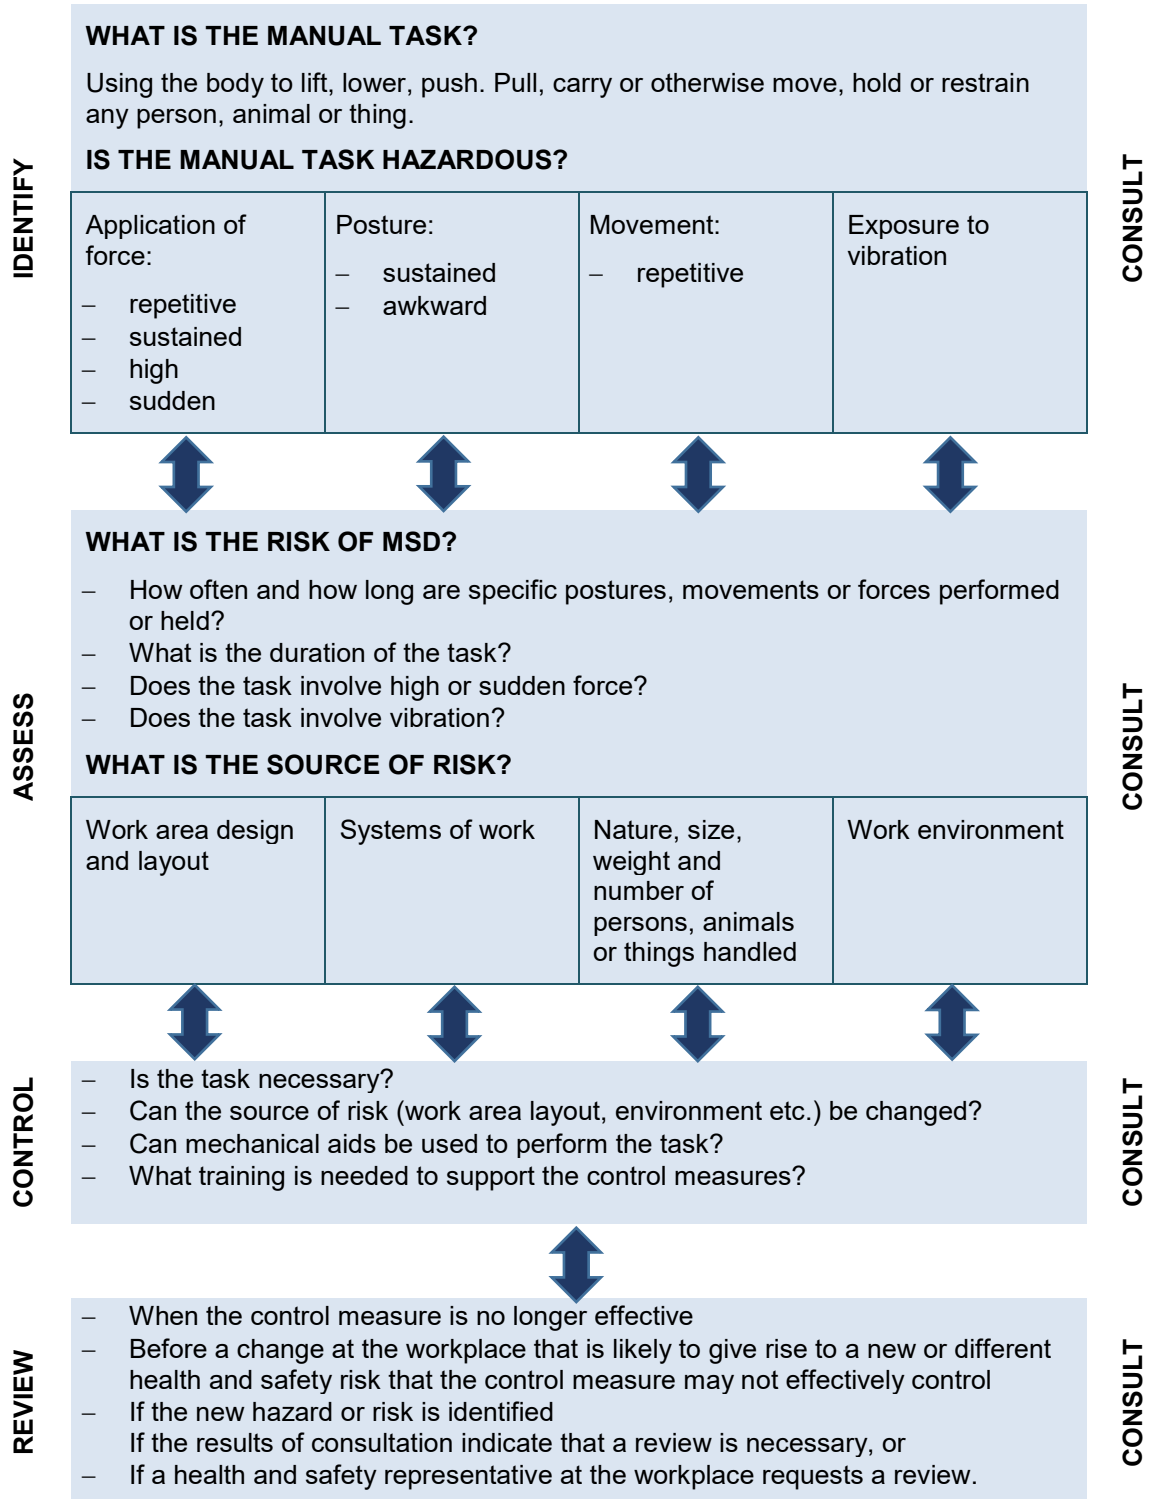 IDENTIFY
CONSULT
WHAT IS THE MANUAL TASK?
Using the body to lift, lower, push. Pull, carry or otherwise move, hold or restrain
any person, animal or thing.
IS THE MANUAL TASK HAZARDOUS?
Application of
force:
– repetitive
– sustained
– high
– sudden
Posture:
– sustained
– awkward
Movement:
– repetitive
Exposure to
vibration
ASSESS
CONSULT
WHAT IS THE RISK OF MSD?
– How often and how long are specific postures, movements or forces performed
or held?
– What is the duration of the task?
– Does the task involve high or sudden force?
– Does the task involve vibration?
WHAT IS THE SOURCE OF RISK?
Work area design
and layout
Systems of work
Nature, size,
weight and
number of
persons, animals
or things handled
Work environment
CONTROL
CONSULT
– Is the task necessary?
– Can the source of risk (work area layout, environment etc.) be changed?
– Can mechanical aids be used to perform the task?
– What training is needed to support the control measures?
REVIEW
CONSULT
– When the control measure is no longer effective
– Before a change at the workplace that is likely to give rise to a new or different
health and safety risk that the control measure may not effectively control
– If the new hazard or risk is identified
If the results of consultation indicate that a review is necessary, or
– If a health and safety representative at the workplace requests a review.